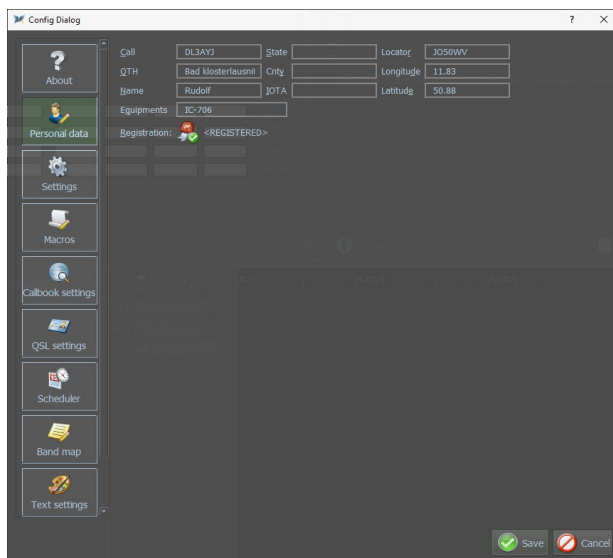 Config Dialog ? X
About
Personal data
Settings
Macros
Callbook settings
QSL settings
Scheduler
Band map
Text settings
Call DL3AYJ State Locator JO50WV
QTH Bad klosterlausnil Cnty Longitude 11.83
Name Rudolf IOTA Latitude 50.88
Equipments IC-706
Registration: <REGISTERED>
Save Cancel